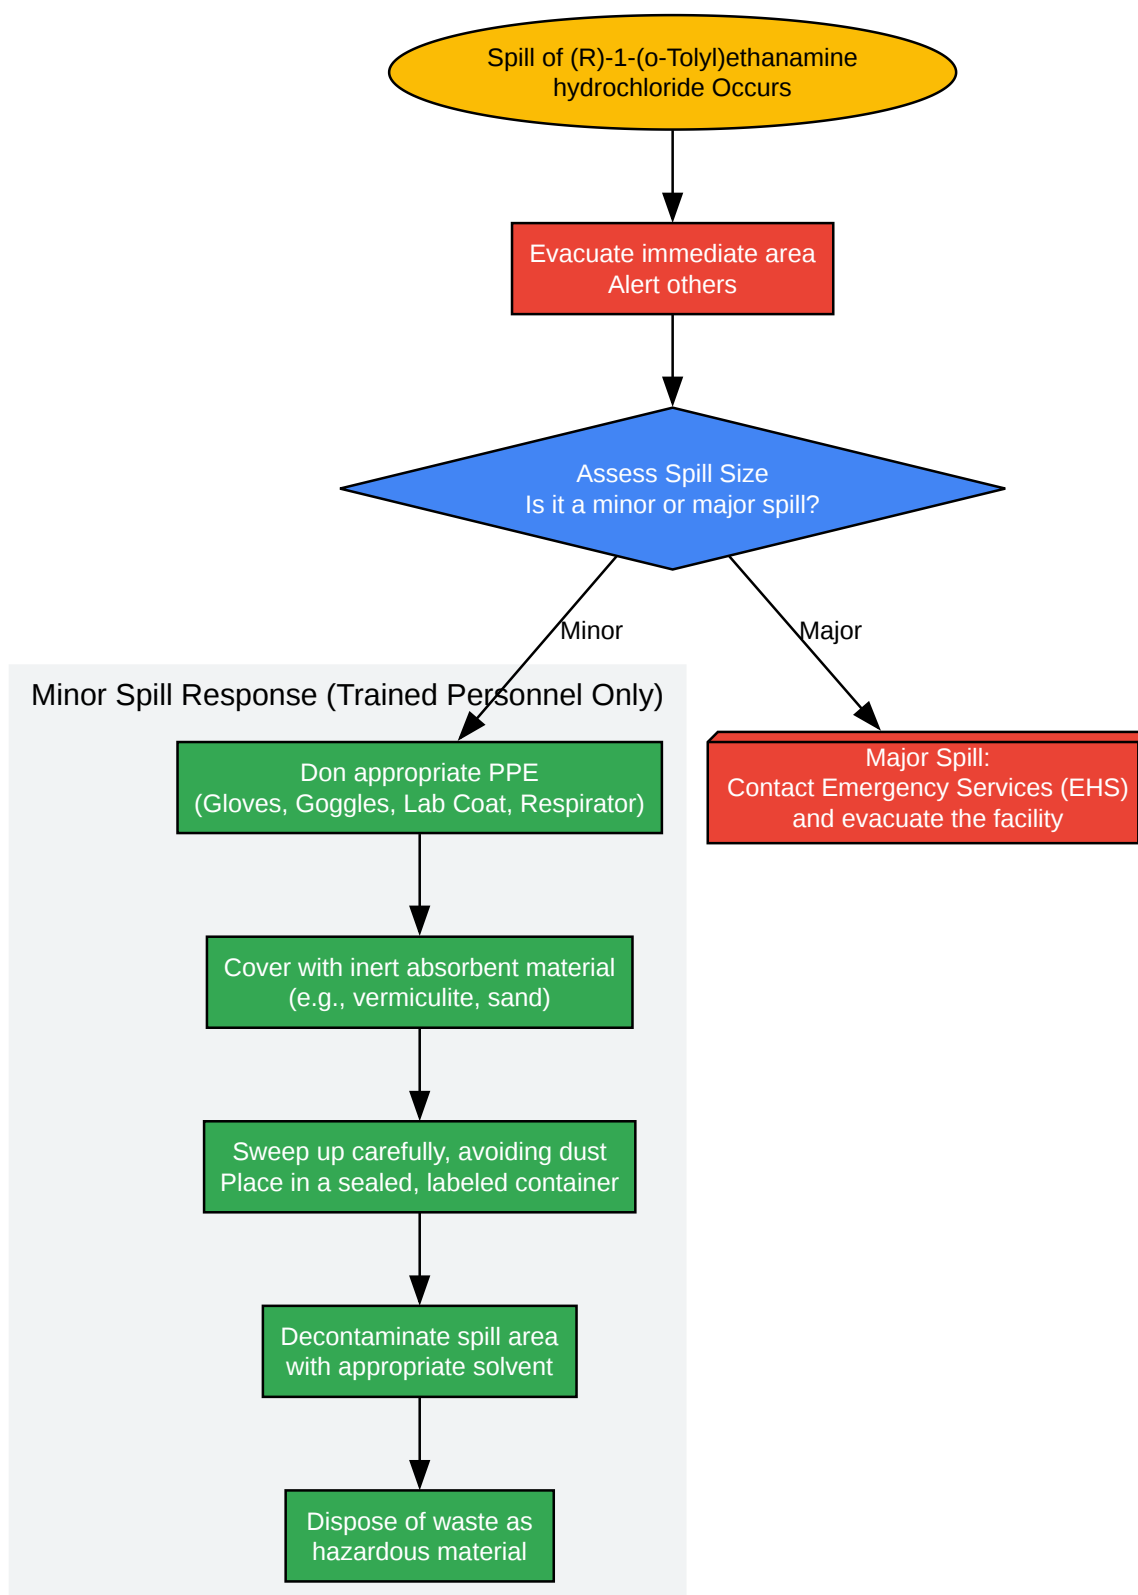 Spill of (R)-1-(o-Tolyl)ethanamine
hydrochloride Occurs
Evacuate immediate area
Alert others
Assess Spill Size
Is it a minor or major spill?
Minor
Major
Minor Spill Response (Trained Personnel Only)
Don appropriate PPE
(Gloves, Goggles, Lab Coat, Respirator)
Major Spill:
Contact Emergency Services (EHS)
and evacuate the facility
Cover with inert absorbent material
(e.g., vermiculite, sand)
Sweep up carefully, avoiding dust
Place in a sealed, labeled container
Decontaminate spill area
with appropriate solvent
Dispose of waste as
hazardous material